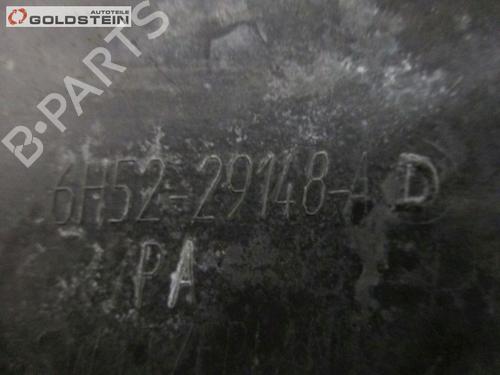 AUTOTEILE
GOLDSTEIN
B-PARTS
6H52-29148-AD
PA